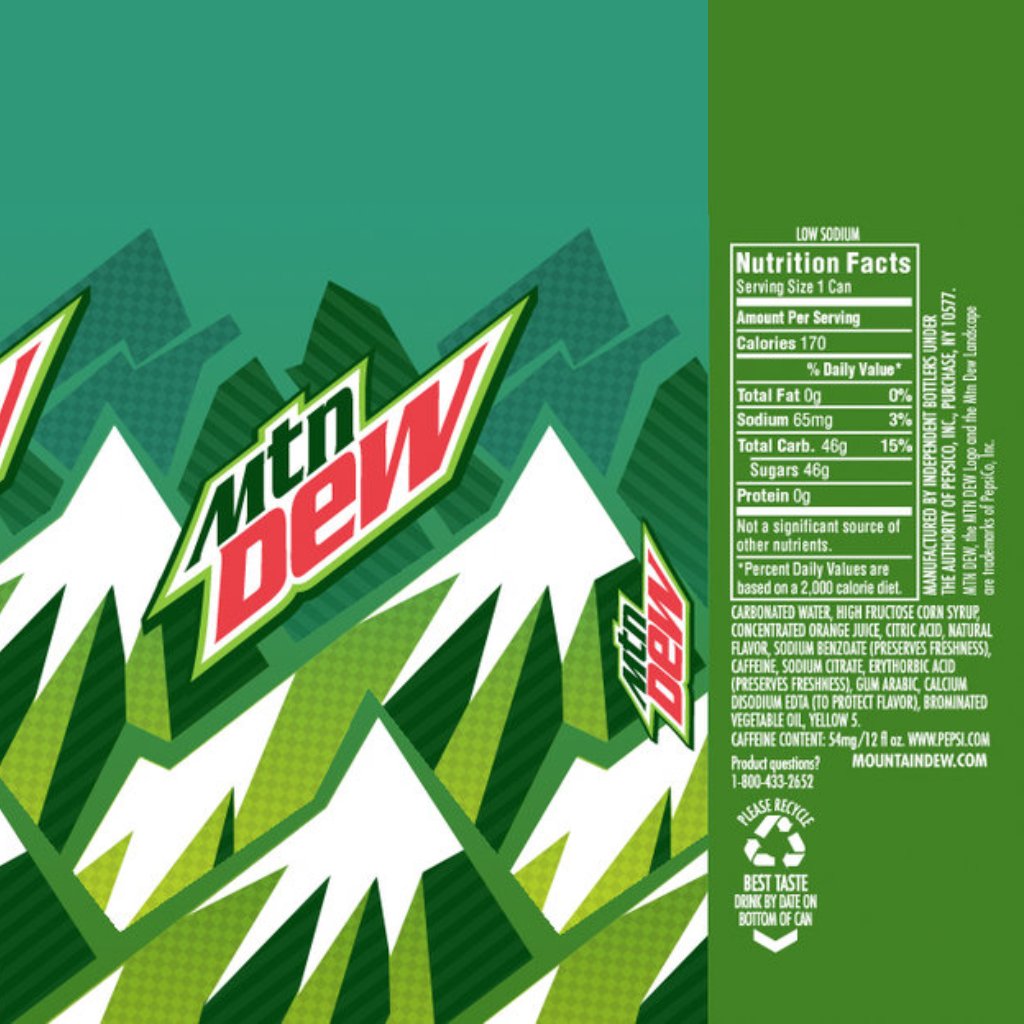 Mtn
DEW
Mtn
DEW
LOW SODIUM
Nutrition Facts
Serving Size 1 Can
Amount Per Serving
Calories 170
% Daily Value*
Total Fat 0g 0%
Sodium 65mg 3%
Total Carb. 46g 15%
Sugars 46g
Protein 0g
Not a significant source of
other nutrients.
*Percent Daily Values are
based on a 2,000 calorie diet.
MANUFACTURED BY INDEPENDENT BOTTLERS UNDER
THE AUTHORITY OF PEPSICO, INC., PURCHASE, NY 10577.
MTN DEW, the MTN DEW Logo and the Mtn Dew Landscape
are trademarks of PepsiCo, Inc.
CARBONATED WATER, HIGH FRUCTOSE CORN SYRUP,
CONCENTRATED ORANGE JUICE, CITRIC ACID, NATURAL
FLAVOR, SODIUM BENZOATE (PRESERVES FRESHNESS),
CAFFEINE, SODIUM CITRATE, ERYTHORBIC ACID
(PRESERVES FRESHNESS), GUM ARABIC, CALCIUM
DISODIUM EDTA (TO PROTECT FLAVOR), BROMINATED
VEGETABLE OIL, YELLOW 5.
CAFFEINE CONTENT: 54mg/12 fl oz. WWW.PEPSI.COM
Product questions? MOUNTAINDEW.COM
1-800-433-2652
PLEASE RECYCLE
BEST TASTE
DRINK BY DATE ON
BOTTOM OF CAN